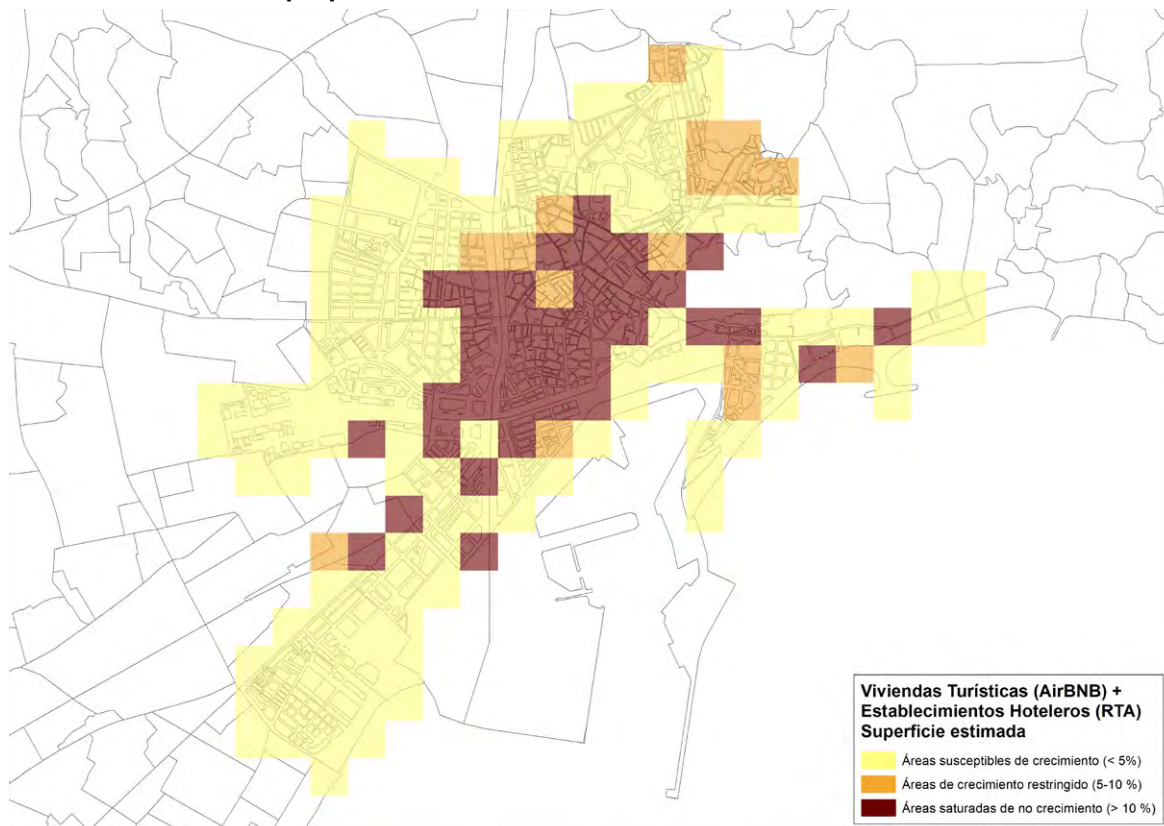 Viviendas Turísticas (AirBNB) +
Establecimientos Hoteleros (RTA)
Superficie estimada
Áreas susceptibles de crecimiento (< 5%)
Áreas de crecimiento restringido (5-10 %)
Áreas saturadas de no crecimiento (> 10 %)